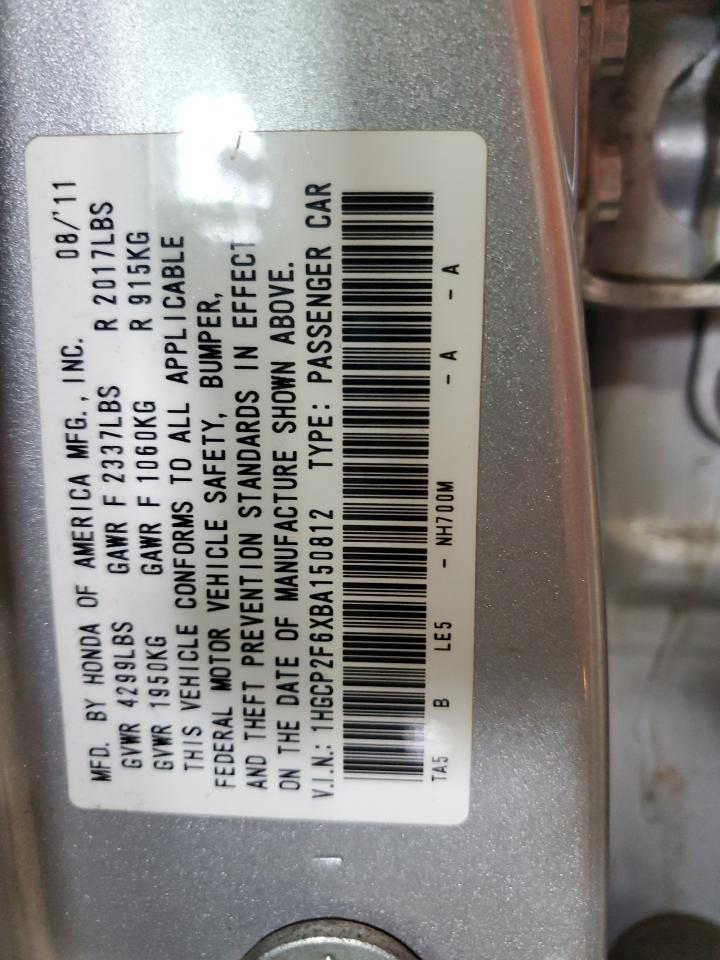 MFD. BY HONDA OF AMERICA MFG., INC. 08/'11
GVWR 4299LBS GAWR F 2337LBS R 2017LBS
GVWR 1950KG GAWR F 1060KG R 915KG
THIS VEHICLE CONFORMS TO ALL APPLICABLE
FEDERAL MOTOR VEHICLE SAFETY, BUMPER,
AND THEFT PREVENTION STANDARDS IN EFFECT
ON THE DATE OF MANUFACTURE SHOWN ABOVE.
V.I.N.: 1HGCP2F6XBA150812 TYPE: PASSENGER CAR
TA5 B LE5 - NH700M - A - A